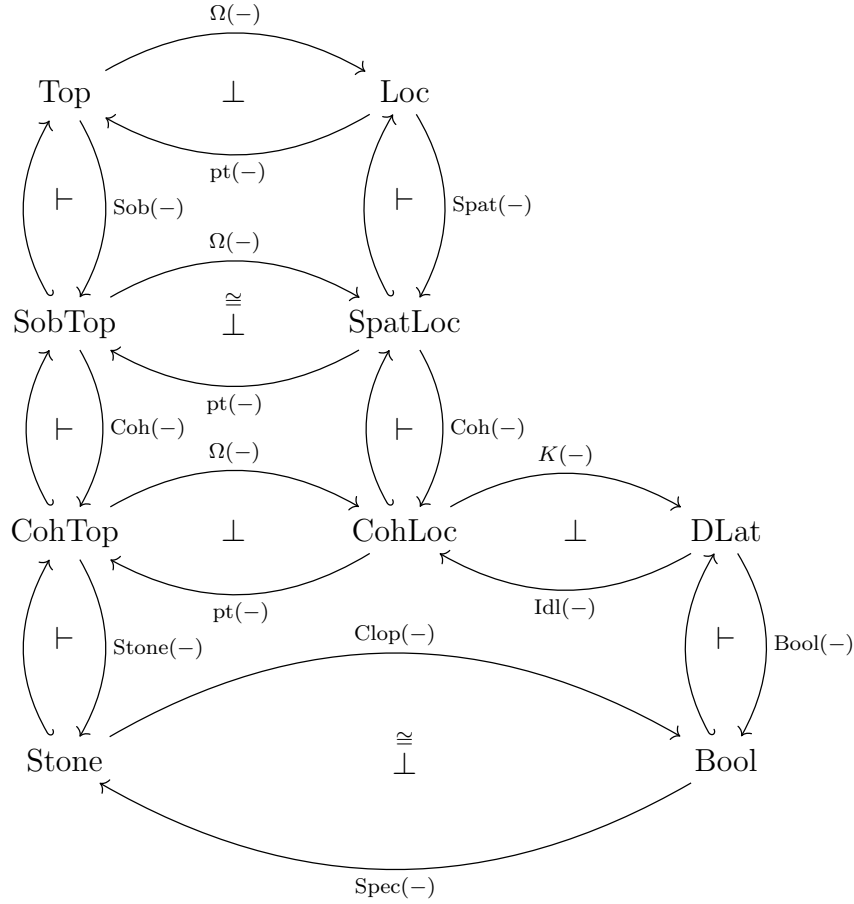 Ω(−)
Top ⊥ Loc
pt(−)
⊢ Sob(−) ⊢ Spat(−)
Ω(−)
≅
SobTop ⊥ SpatLoc
pt(−)
⊢ Coh(−) ⊢ Coh(−)
Ω(−) K(−)
CohTop ⊥ CohLoc ⊥ DLat
pt(−) Idl(−)
⊢ Stone(−) Clop(−) ⊢ Bool(−)
≅
Stone ⊥ Bool
Spec(−)